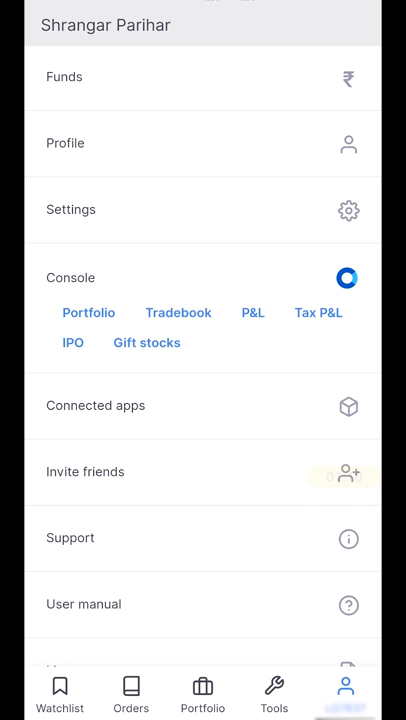 Shrangar Parihar
Funds
₹
Profile
Settings
Console
Portfolio Tradebook P&L Tax P&L
IPO Gift stocks
Connected apps
Invite friends
Support
User manual
Watchlist Orders Portfolio Tools